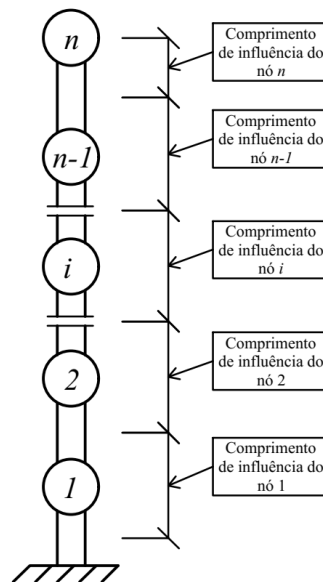 n
Comprimento
de influência do
nó n
n-1
Comprimento
de influência do
nó n-1
i
Comprimento
de influência do
nó i
2
Comprimento
de influência do
nó 2
1
Comprimento
de influência do
nó 1